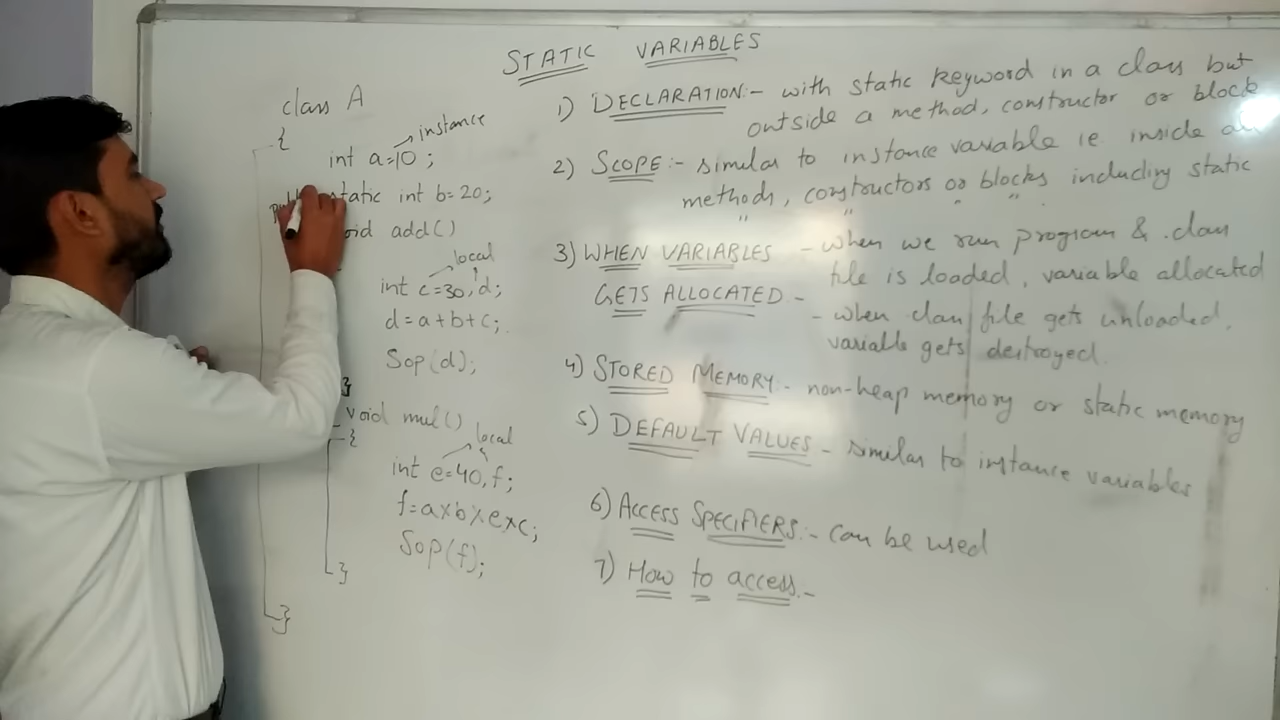 STATIC VARIABLES
class A
{
instance
int a=10;
static int b=20;
void add()
local
int c=30,d;
d=a+b+c;
Sop(d);
}
void mul()
{
local
int e=40,f;
f=a×b×e×c;
Sop(f);
}
}
1) DECLARATION:- with static keyword in a class but
outside a method, constructor or block
2) SCOPE:- similar to instance variable ie. inside
methods, constructors or blocks including static
" " " "
3) WHEN VARIABLES - when we run program & .class
GETS ALLOCATED - file is loaded, variable allocated
- when class file gets unloaded.
variable gets destroyed.
4) STORED MEMORY:- non-heap memory or static memory
5) DEFAULT VALUES - similar to instance variables
6) ACCESS SPECIFIERS:- can be used
7) How to access:-